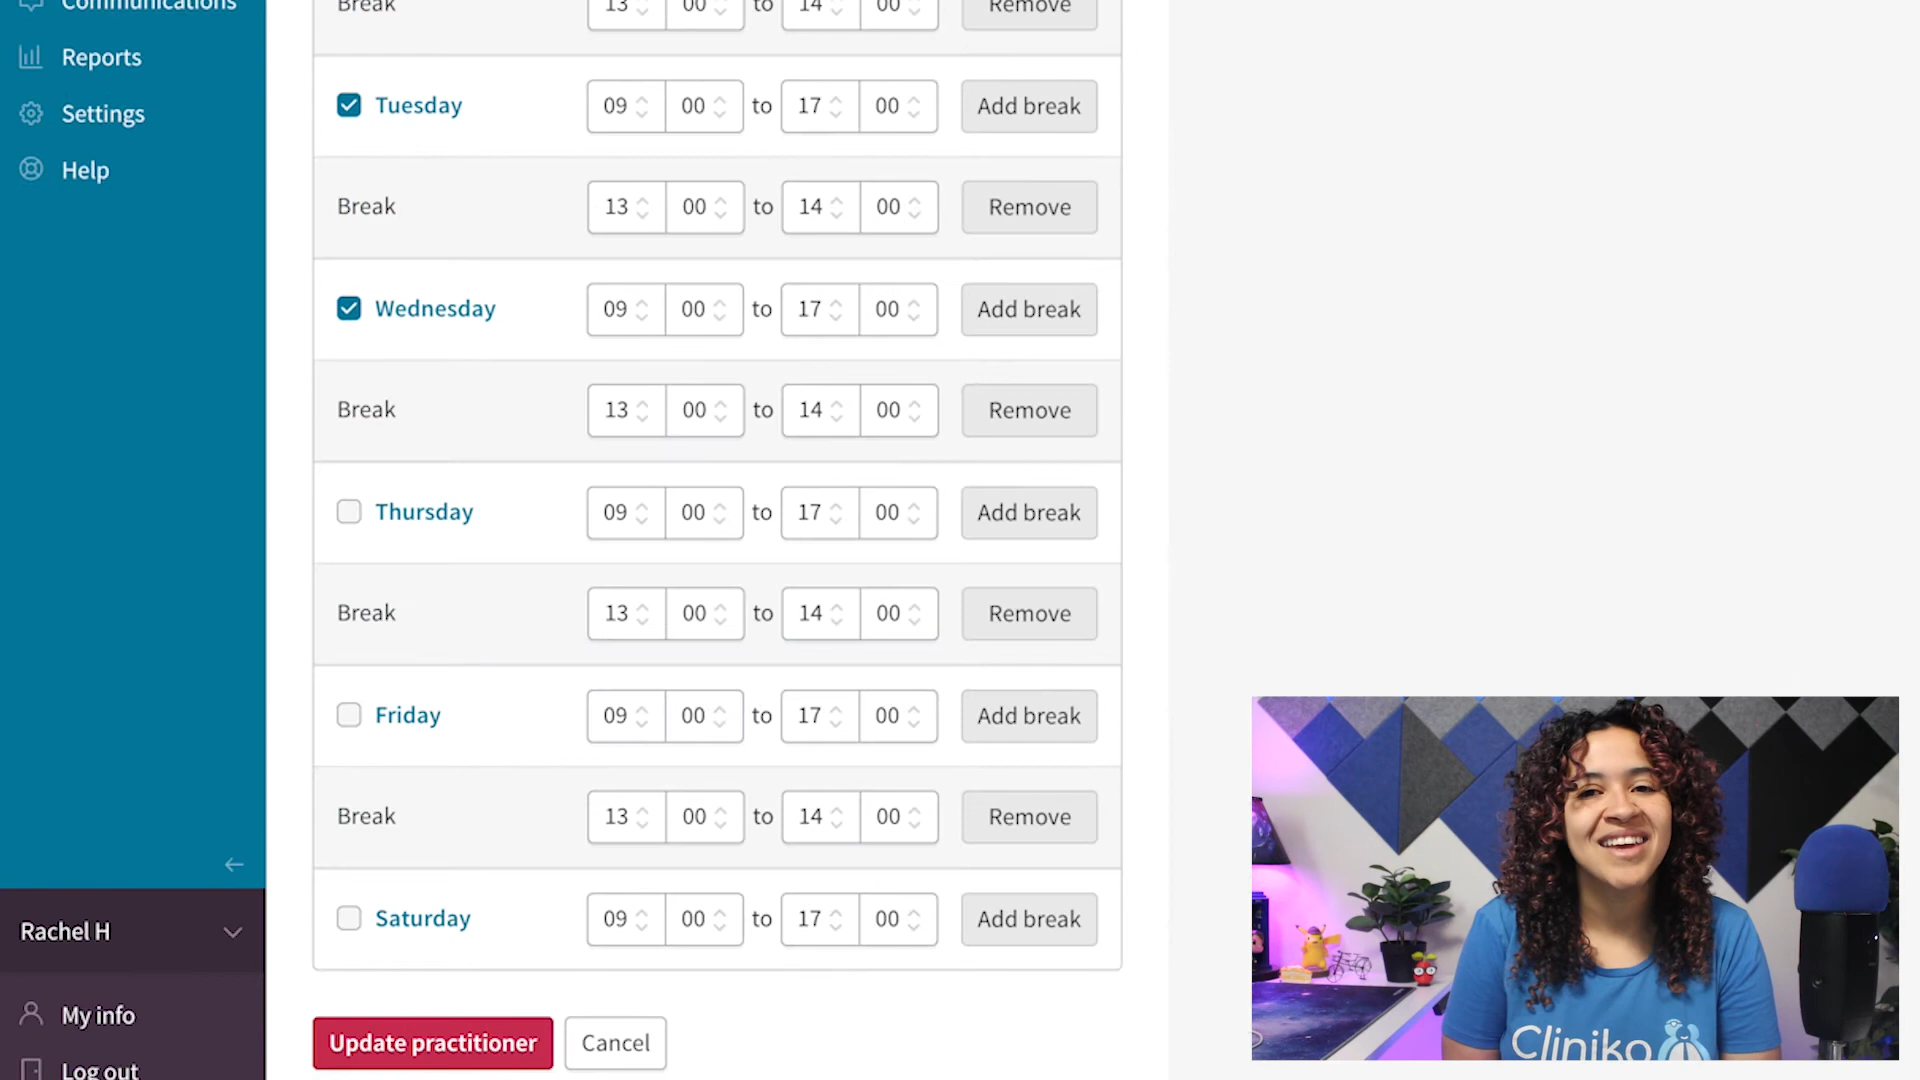 Communications
Reports
Settings
Help
Break 13 00 to 14 00 Remove
Tuesday 09 00 to 17 00 Add break
Break 13 00 to 14 00 Remove
Wednesday 09 00 to 17 00 Add break
Break 13 00 to 14 00 Remove
Thursday 09 00 to 17 00 Add break
Break 13 00 to 14 00 Remove
Friday 09 00 to 17 00 Add break
Break 13 00 to 14 00 Remove
Saturday 09 00 to 17 00 Add break
Update practitioner Cancel
Rachel H
My info
Log out
Cliniko